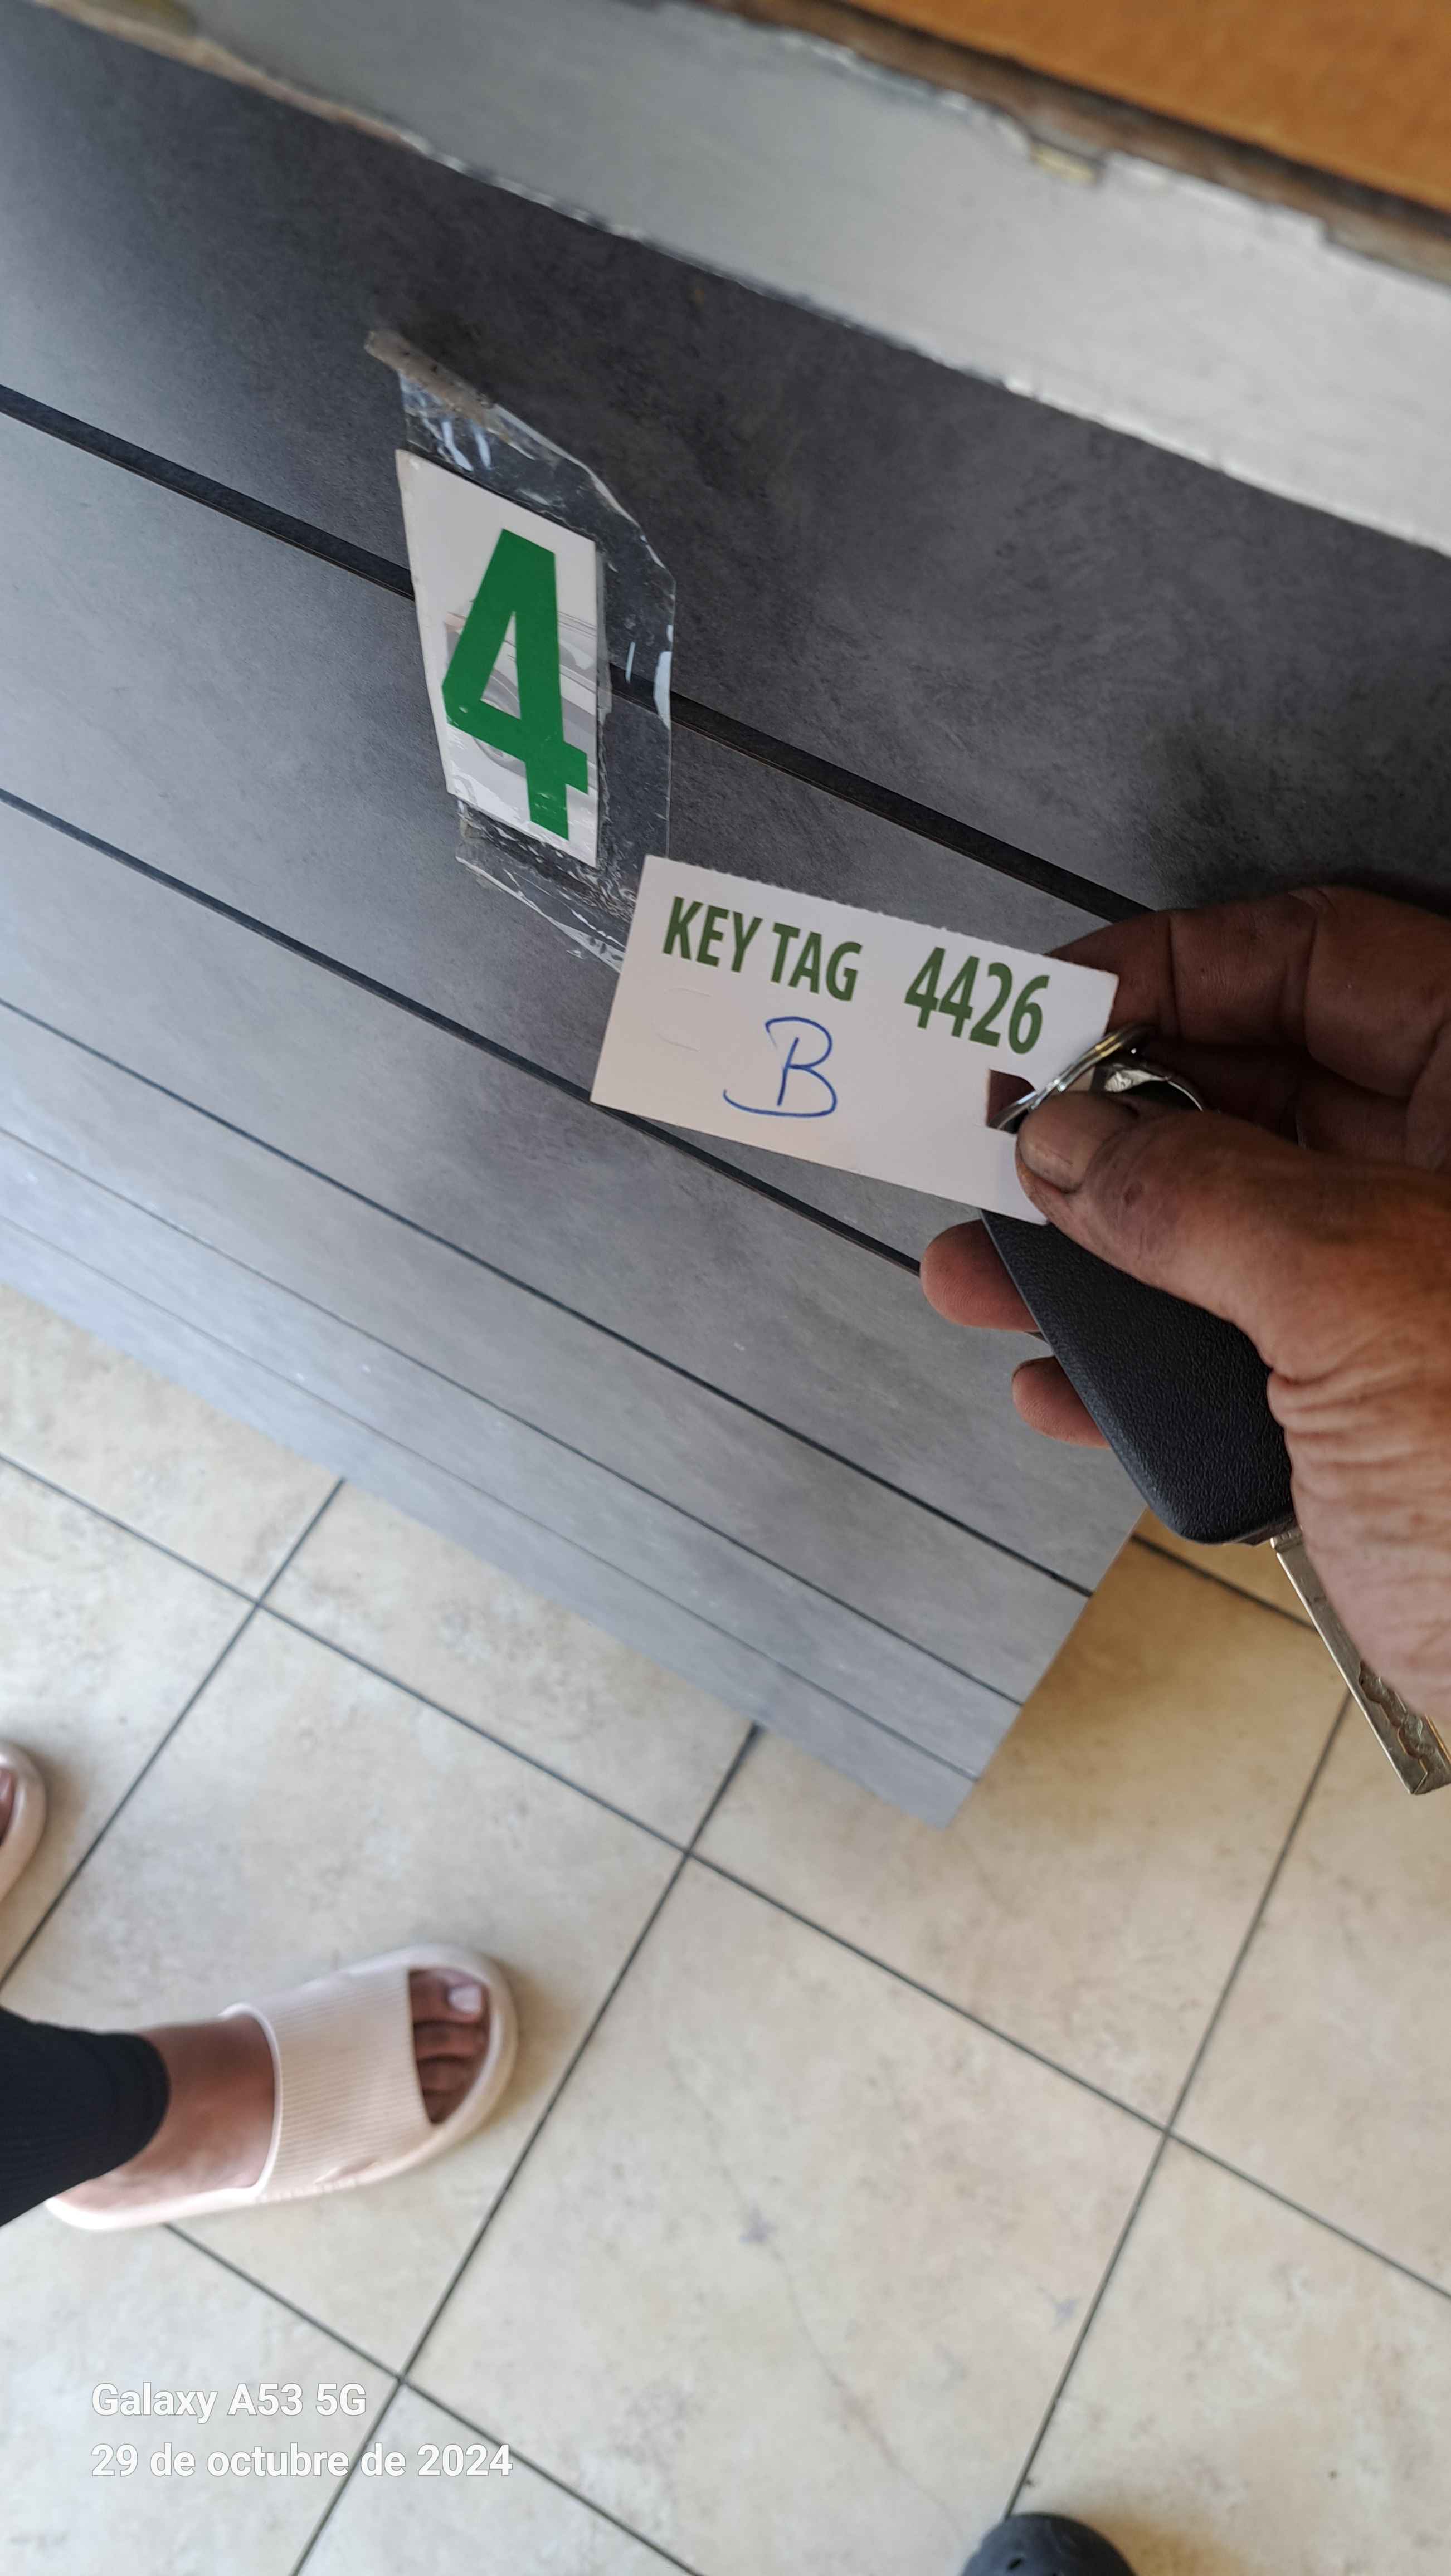 4
KEY TAG 4426
B
Galaxy A53 5G
29 de octubre de 2024